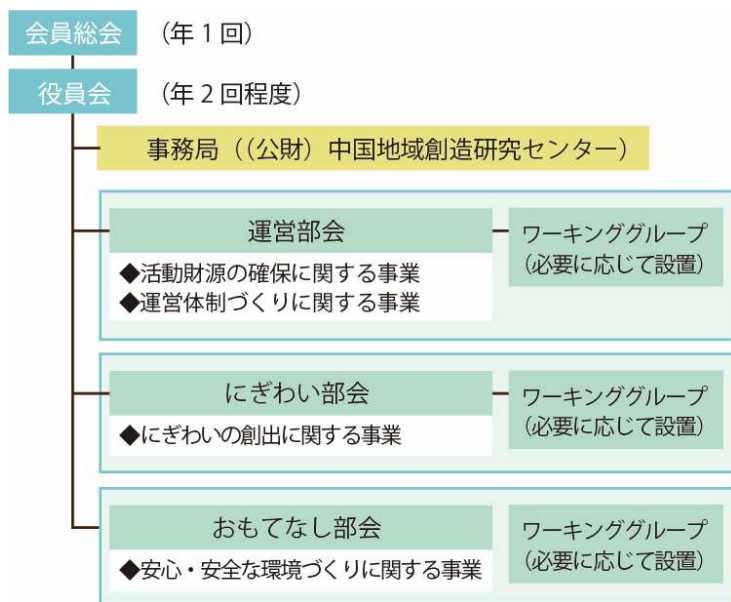 会員総会 （年1回）
役員会 （年2回程度）
事務局（（公財）中国地域創造研究センター）
運営部会
◆活動財源の確保に関する事業
◆運営体制づくりに関する事業
ワーキンググループ
（必要に応じて設置）
にぎわい部会
◆にぎわいの創出に関する事業
ワーキンググループ
（必要に応じて設置）
おもてなし部会
◆安心・安全な環境づくりに関する事業
ワーキンググループ
（必要に応じて設置）